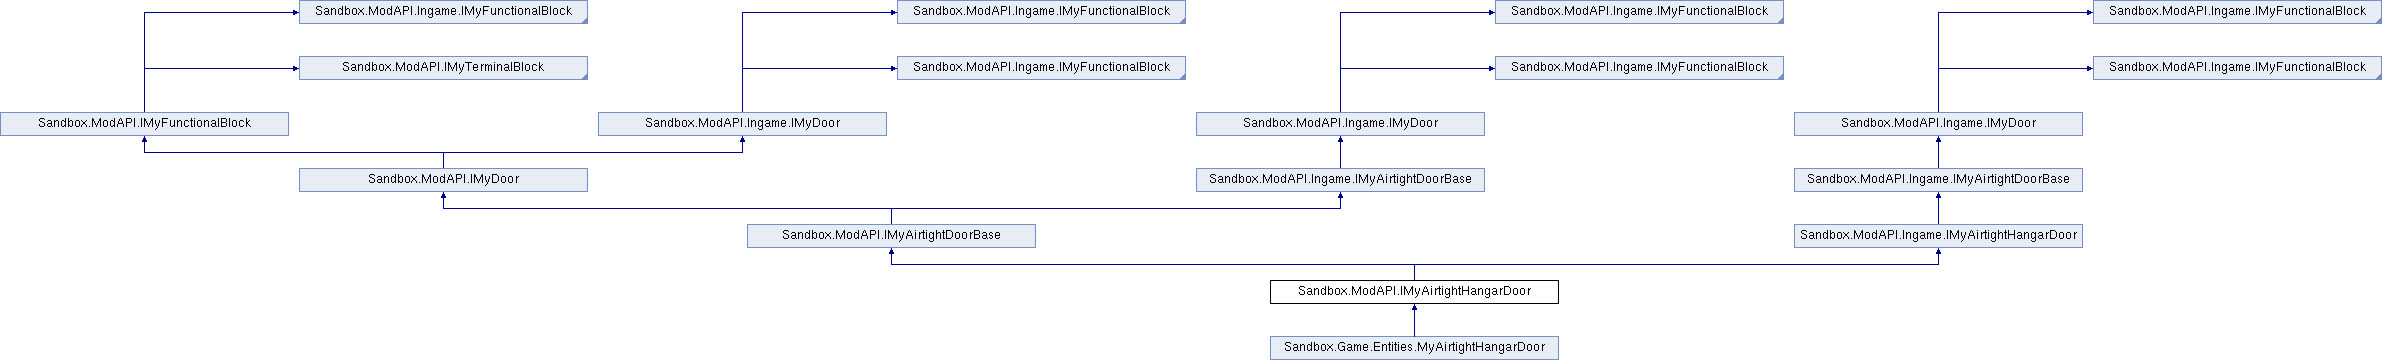 Sandbox.ModAPI.Ingame.IMyFunctionalBlock
Sandbox.ModAPI.Ingame.IMyFunctionalBlock
Sandbox.ModAPI.Ingame.IMyFunctionalBlock
Sandbox.ModAPI.Ingame.IMyFunctionalBlock
Sandbox.ModAPI.IMyTerminalBlock
Sandbox.ModAPI.Ingame.IMyFunctionalBlock
Sandbox.ModAPI.Ingame.IMyFunctionalBlock
Sandbox.ModAPI.Ingame.IMyFunctionalBlock
Sandbox.ModAPI.IMyFunctionalBlock
Sandbox.ModAPI.Ingame.IMyDoor
Sandbox.ModAPI.Ingame.IMyDoor
Sandbox.ModAPI.Ingame.IMyDoor
Sandbox.ModAPI.IMyDoor
Sandbox.ModAPI.Ingame.IMyAirtightDoorBase
Sandbox.ModAPI.Ingame.IMyAirtightDoorBase
Sandbox.ModAPI.IMyAirtightDoorBase
Sandbox.ModAPI.Ingame.IMyAirtightHangarDoor
Sandbox.ModAPI.IMyAirtightHangarDoor
Sandbox.Game.Entities.MyAirtightHangarDoor